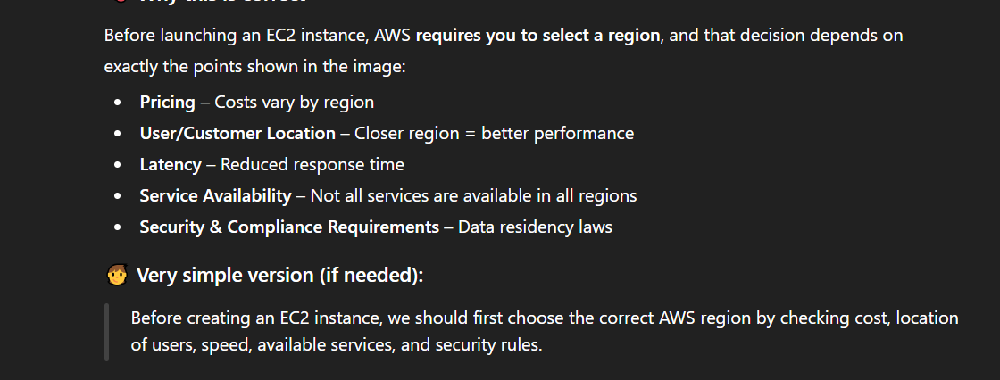 Before launching an EC2 instance, AWS requires you to select a region, and that decision depends on
exactly the points shown in the image:
• Pricing – Costs vary by region
• User/Customer Location – Closer region = better performance
• Latency – Reduced response time
• Service Availability – Not all services are available in all regions
• Security & Compliance Requirements – Data residency laws
🧒 Very simple version (if needed):
Before creating an EC2 instance, we should first choose the correct AWS region by checking cost, location
of users, speed, available services, and security rules.